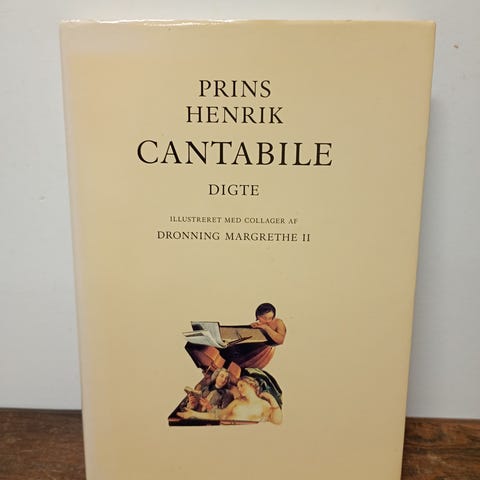 PRINS
HENRIK
CANTABILE
DIGTE
ILLUSTRERET MED COLLAGER AF
DRONNING MARGRETHE II